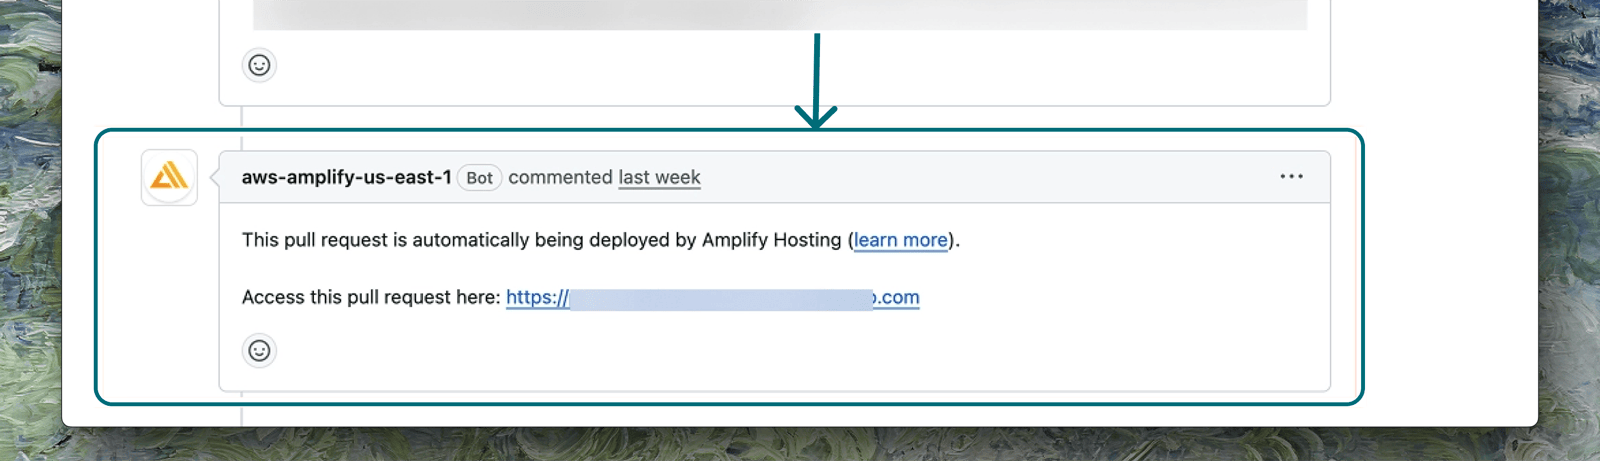 aws-amplify-us-east-1 Bot commented last week
This pull request is automatically being deployed by Amplify Hosting (learn more).
Access this pull request here: https:// .com